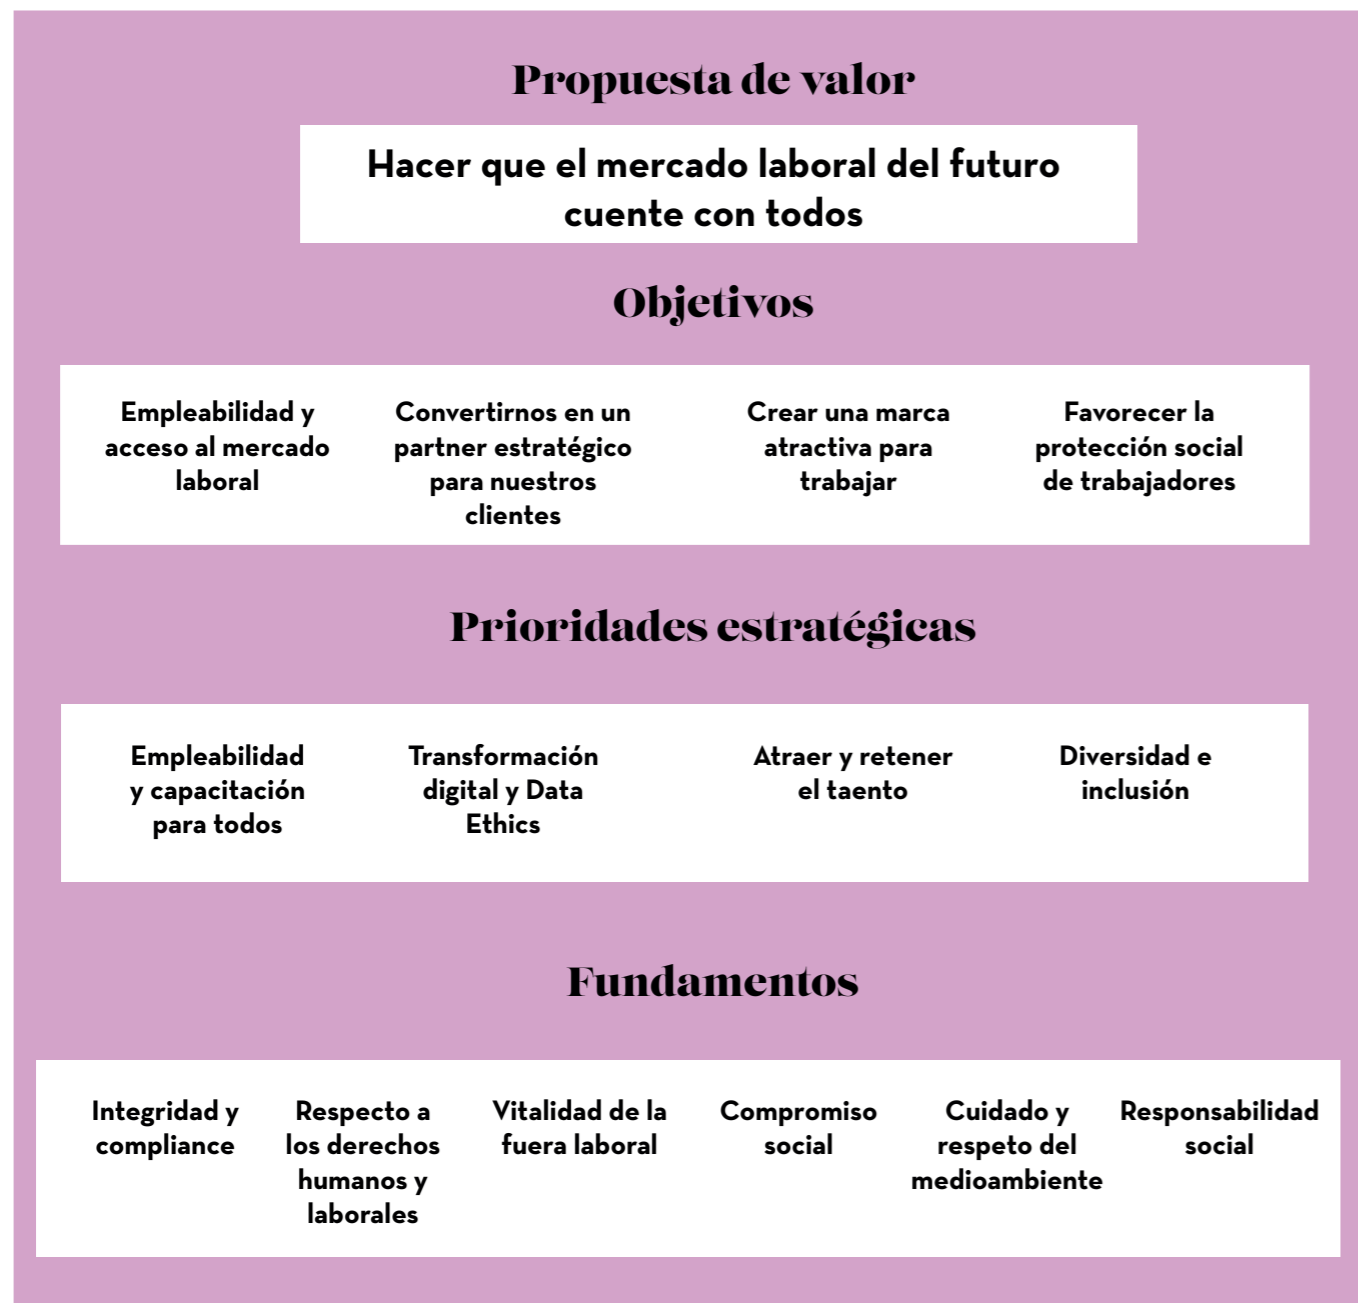 Propuesta de valor
Hacer que el mercado laboral del futuro
cuente con todos
Objetivos
Empleabilidad y
acceso al mercado
laboral
Convertirnos en un
partner estratégico
para nuestros
clientes
Crear una marca
atractiva para
trabajar
Favorecer la
protección social
de trabajadores
Prioridades estratégicas
Empleabilidad
y capacitación
para todos
Transformación
digital y Data
Ethics
Atraer y retener
el taento
Diversidad e
inclusión
Fundamentos
Integridad y
compliance
Respecto a
los derechos
humanos y
laborales
Vitalidad de la
fuera laboral
Compromiso
social
Cuidado y
respeto del
medioambiente
Responsabilidad
social